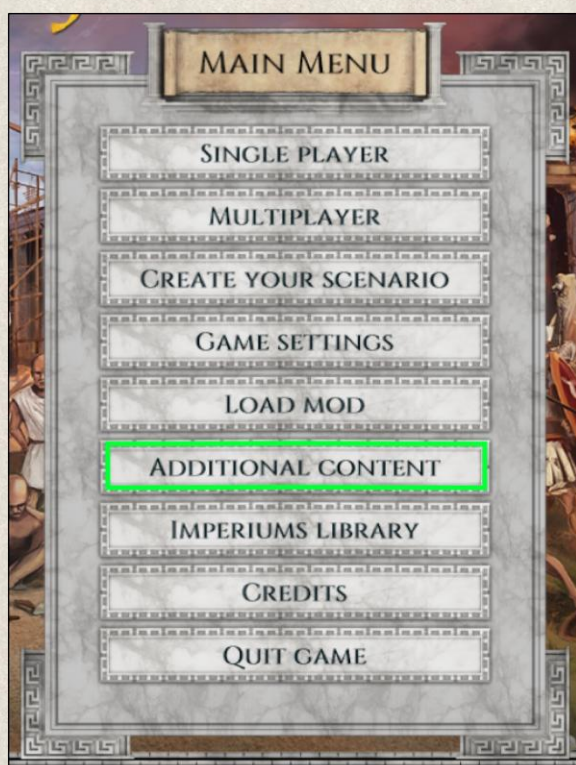 Main Menu
Single player
Multiplayer
Create your scenario
Game settings
Load mod
Additional content
Imperiums library
Credits
Quit game